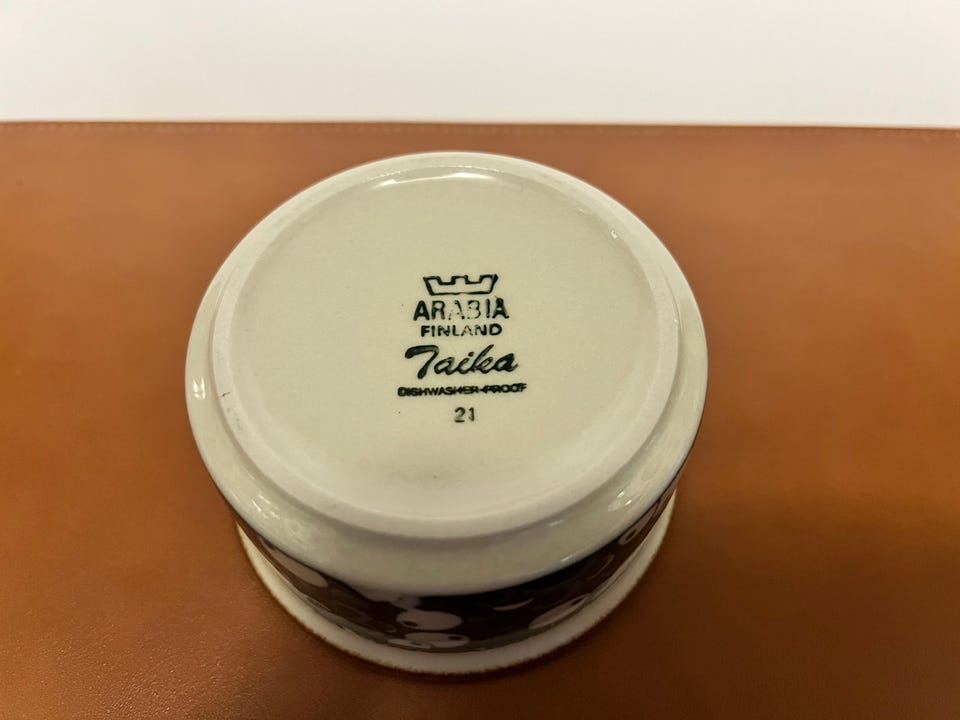 ARABIA
FINLAND
Taika
DISHWASHER-PROOF
21